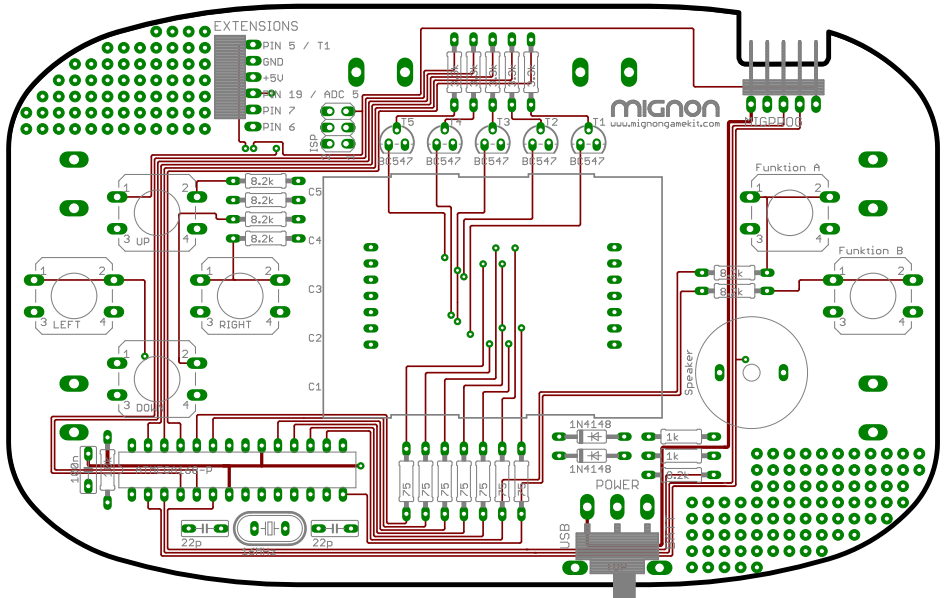 EXTENSIONS
PIN 5 / T1
GND
+5V
PIN 19 / ADC 5
PIN 7
PIN 6
ISP
mignon
www.mignongamekit.com
MIGPROG
T5
T4
T3
T2
T1
BC547
BC547
BC547
BC547
BC547
8.2k
8.2k
8.2k
8.2k
C5
C4
C3
C2
C1
1
2
3
UP
4
1
2
3
LEFT
4
1
2
3
RIGHT
4
1
2
3
DOWN
4
Funktion A
1
2
3
4
Funktion B
1
2
3
4
Speaker
1N4148
1N4148
1k
1k
8.2k
POWER
USB
100n
22p
22p
75
75
75
75
75
75
75